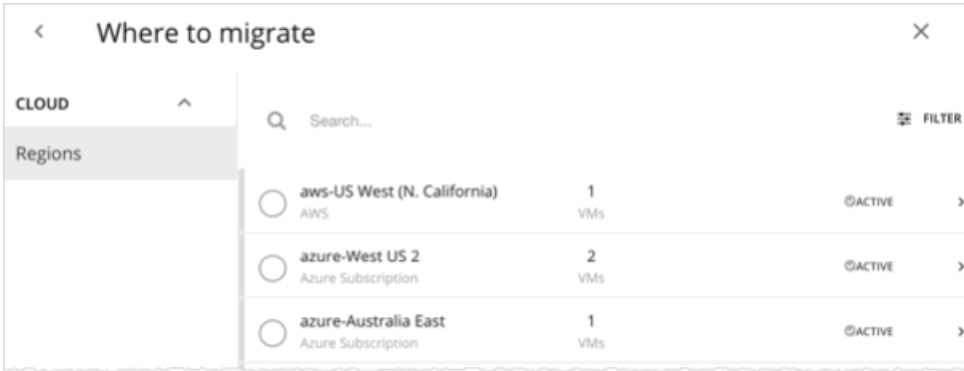 Where to migrate
CLOUD
Search...
FILTER
Regions
aws-US West (N. California)
1
ACTIVE
AWS
VMs
azure-West US 2
2
ACTIVE
Azure Subscription
VMs
azure-Australia East
1
ACTIVE
Azure Subscription
VMs